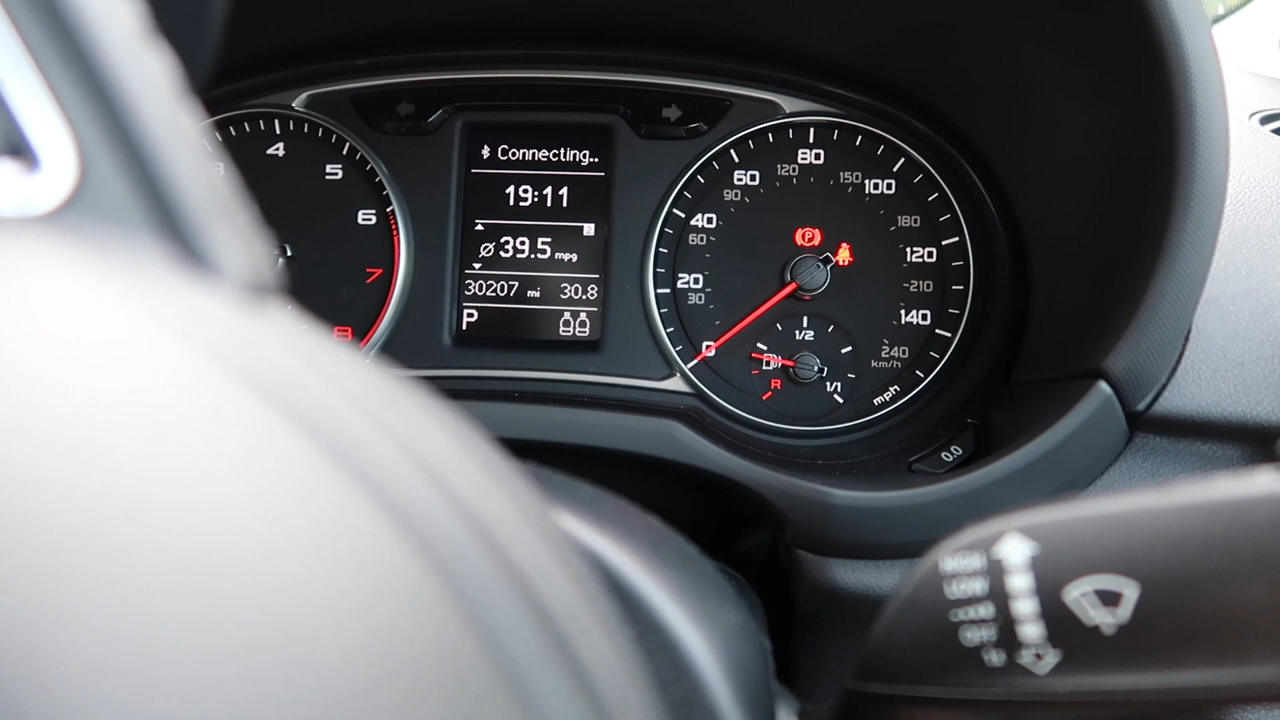 4
5
6
7
8
Connecting..
19:11
2
ø 39.5 mpg
30207 mi 30.8
P
0
20
40
60
80
100
120
140
mph
30
60
90
120
150
180
210
240
km/h
P
R
1/2
1/1
0.0
HIGH
LOW
OFF
1x